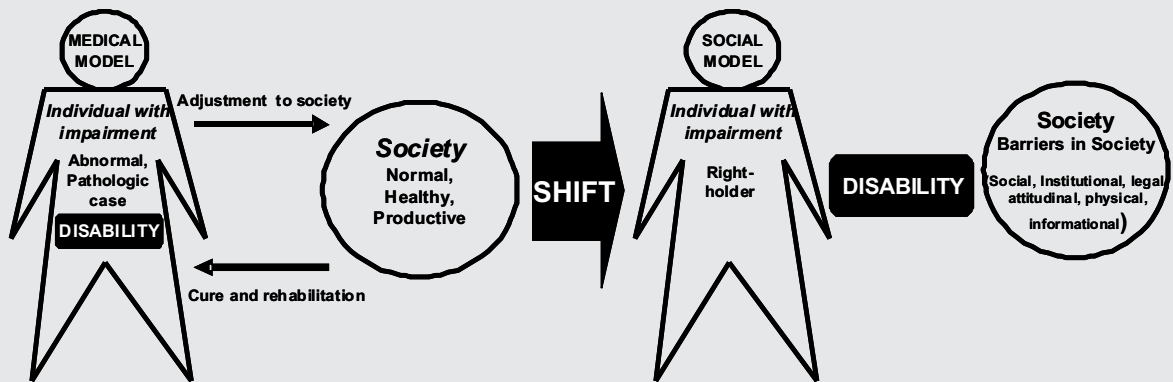 MEDICAL
MODEL
Individual with
impairment
Abnormal,
Pathologic
case
DISABILITY
Adjustment to society
Society
Normal,
Healthy,
Productive
Cure and rehabilitation
SHIFT
SOCIAL
MODEL
Individual with
impairment
Right-
holder
DISABILITY
Society
Barriers in Society
(Social, Institutional, legal
attitudinal, physical,
informational)